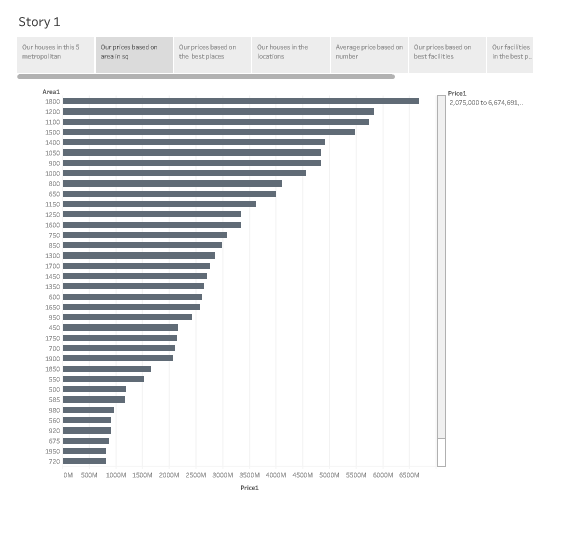 Story 1
Our houses in this 5
metropolitan
Our prices based on
area in sq
Our prices based on
the best places
Our houses in the
locations
Average price based on
number
Our prices based on
best facilities
Our facilities
in the best p..
Area1
1800
1200
1100
1500
1400
1050
900
1000
800
650
1150
1250
1600
750
850
1300
1700
1450
1350
600
1650
950
450
1750
700
1900
1850
550
500
585
980
560
920
675
1950
720
0M 500M 1000M 1500M 2000M 2500M 3000M 3500M 4000M 4500M 5000M 5500M 6000M 6500M
Price1
Price1
2,075,000 to 6,674,691,..